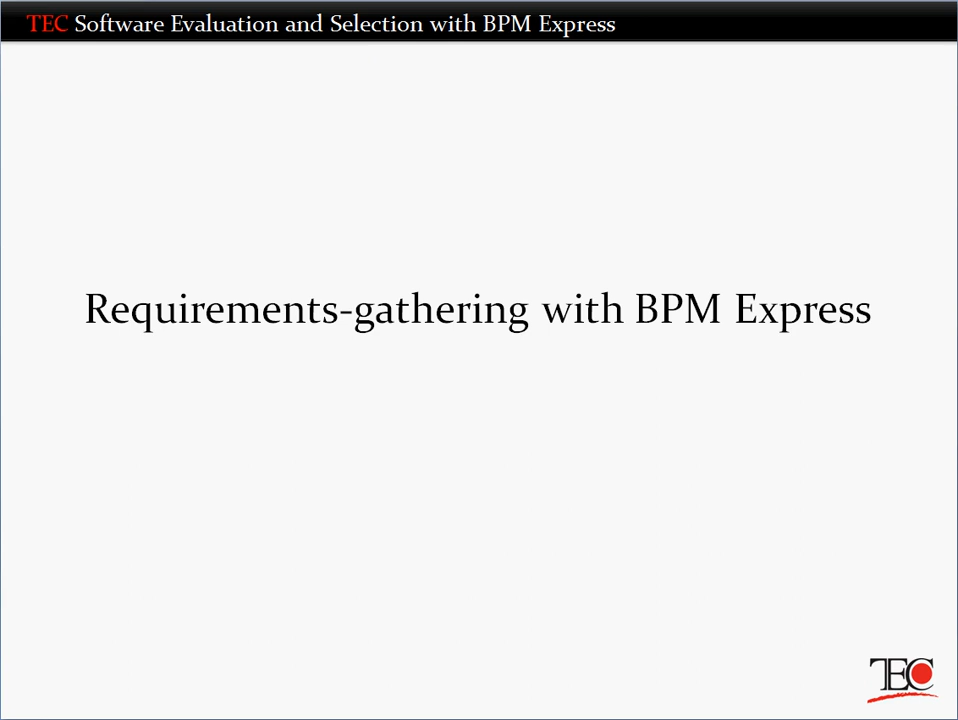 TEC Software Evaluation and Selection with BPM Express
Requirements-gathering with BPM Express
TEC